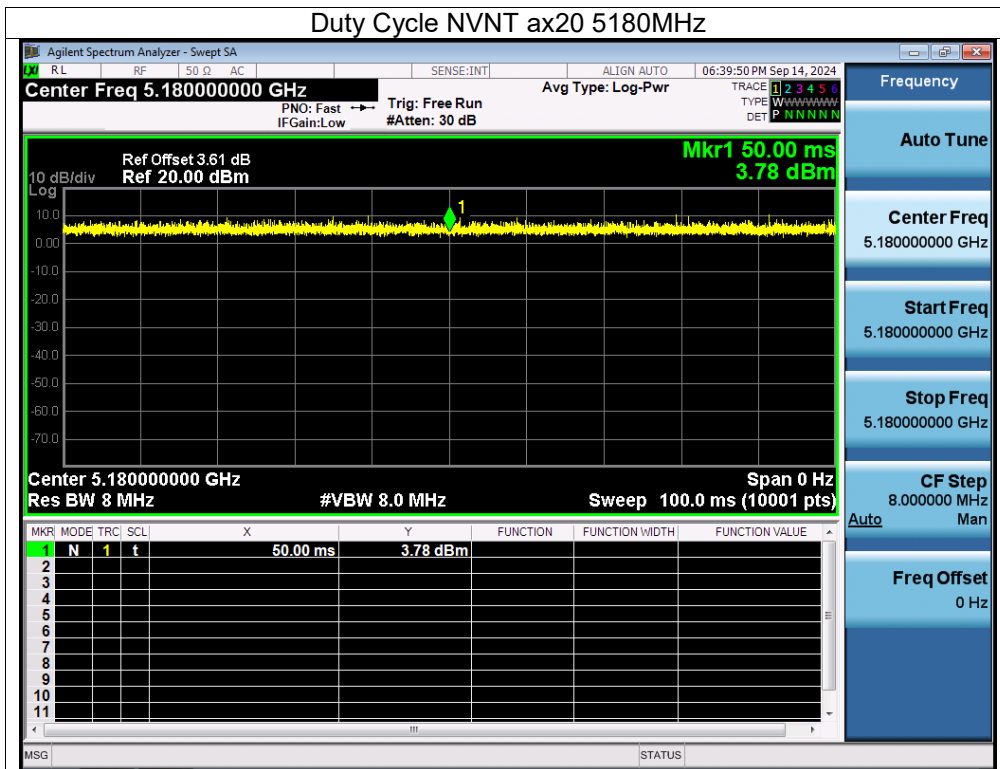 Duty Cycle NVNT ax20 5180MHz
Agilent Spectrum Analyzer - Swept SA
LXI RL RF 50 Ω AC SENSE:INT ALIGN AUTO 06:39:50 PM Sep 14, 2024
Center Freq 5.180000000 GHz
PNO: Fast
IFGain:Low
Trig: Free Run
#Atten: 30 dB
Avg Type: Log-Pwr
TRACE 1 2 3 4 5 6
TYPE WWWWWW
DET P N N N N N
Mkr1 50.00 ms
3.78 dBm
Ref Offset 3.61 dB
10 dB/div Ref 20.00 dBm
Log
1
10.0
0.00
-10.0
-20.0
-30.0
-40.0
-50.0
-60.0
-70.0
Center 5.180000000 GHz Span 0 Hz
Res BW 8 MHz #VBW 8.0 MHz Sweep 100.0 ms (10001 pts)
MKR MODE TRC SCL X Y FUNCTION FUNCTION WIDTH FUNCTION VALUE
1 N 1 t 50.00 ms 3.78 dBm
2
3
4
5
6
7
8
9
10
11
MSG STATUS
Frequency
Auto Tune
Center Freq
5.180000000 GHz
Start Freq
5.180000000 GHz
Stop Freq
5.180000000 GHz
CF Step
8.000000 MHz
Auto Man
Freq Offset
0 Hz